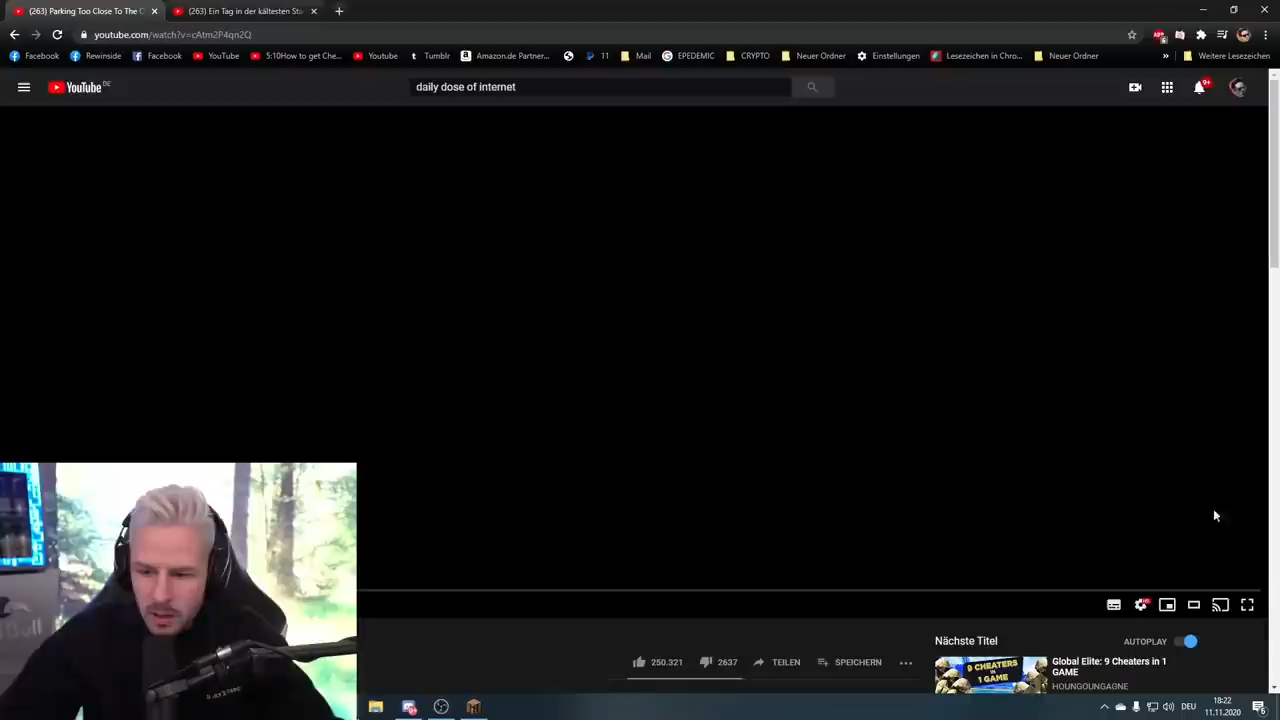 (263) Parking Too Close To The
(263) Ein Tag in der kältesten Sta
youtube.com/watch?v=cAtm2P4qn2Q
Facebook
Rewinside
Facebook
YouTube
5:10How to get Che...
Youtube
Tumblr
Amazon.de Partner...
11
Mail
EPEDEMIC
CRYPTO
Neuer Ordner
Einstellungen
Lesezeichen in Chro...
Neuer Ordner
»
Weitere Lesezeichen
YouTube DE
daily dose of internet
9+
Nächste Titel
AUTOPLAY
250.321
2637
TEILEN
SPEICHERN
9 CHEATERS
IN
1 GAME
Global Elite: 9 Cheaters in 1
GAME
HOUNGOUNGAGNE
DEU
18:22
11.11.2020